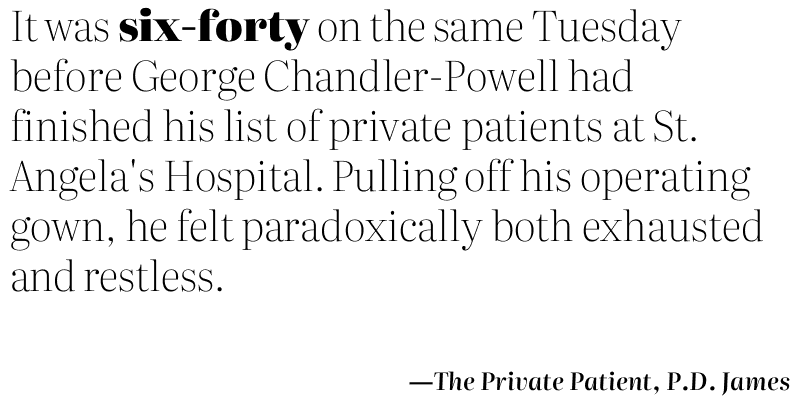 It was six-forty on the same Tuesday
before George Chandler-Powell had
finished his list of private patients at St.
Angela's Hospital. Pulling off his operating
gown, he felt paradoxically both exhausted
and restless.
—The Private Patient, P.D. James